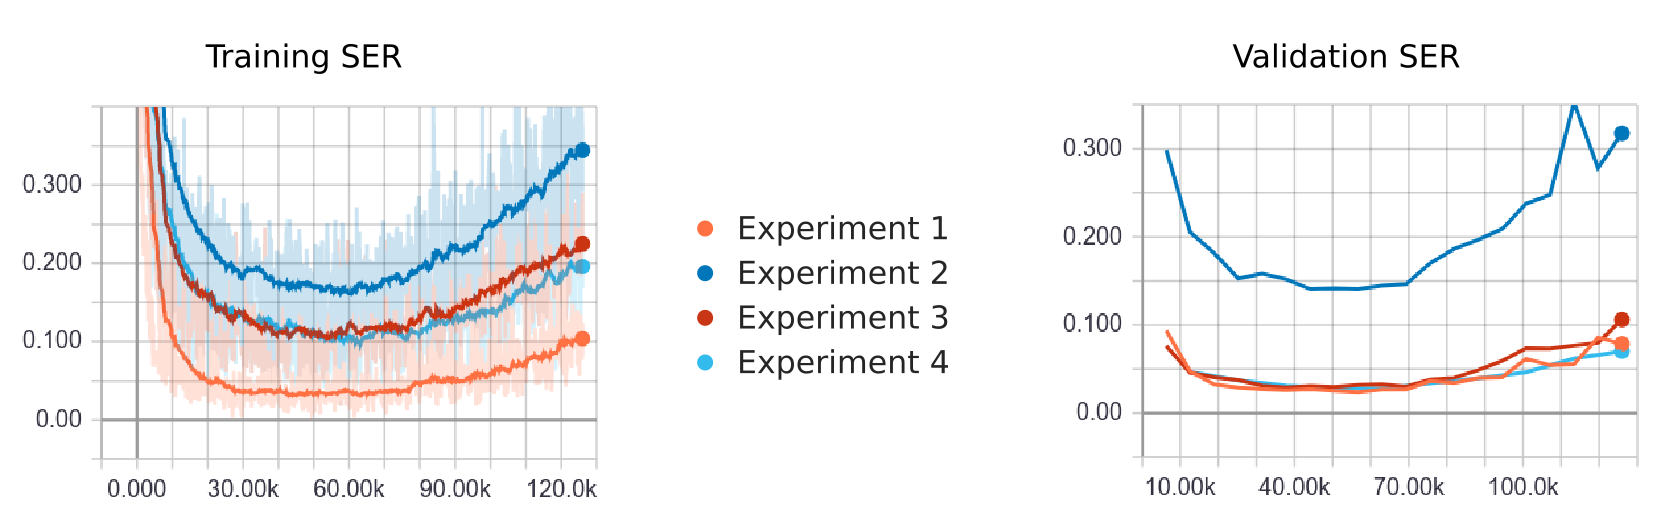 Training SER
0.300
0.200
0.100
0.00
0.000 30.00k 60.00k 90.00k 120.0k
Experiment 1
Experiment 2
Experiment 3
Experiment 4
Validation SER
0.300
0.200
0.100
0.00
10.00k 40.00k 70.00k 100.0k